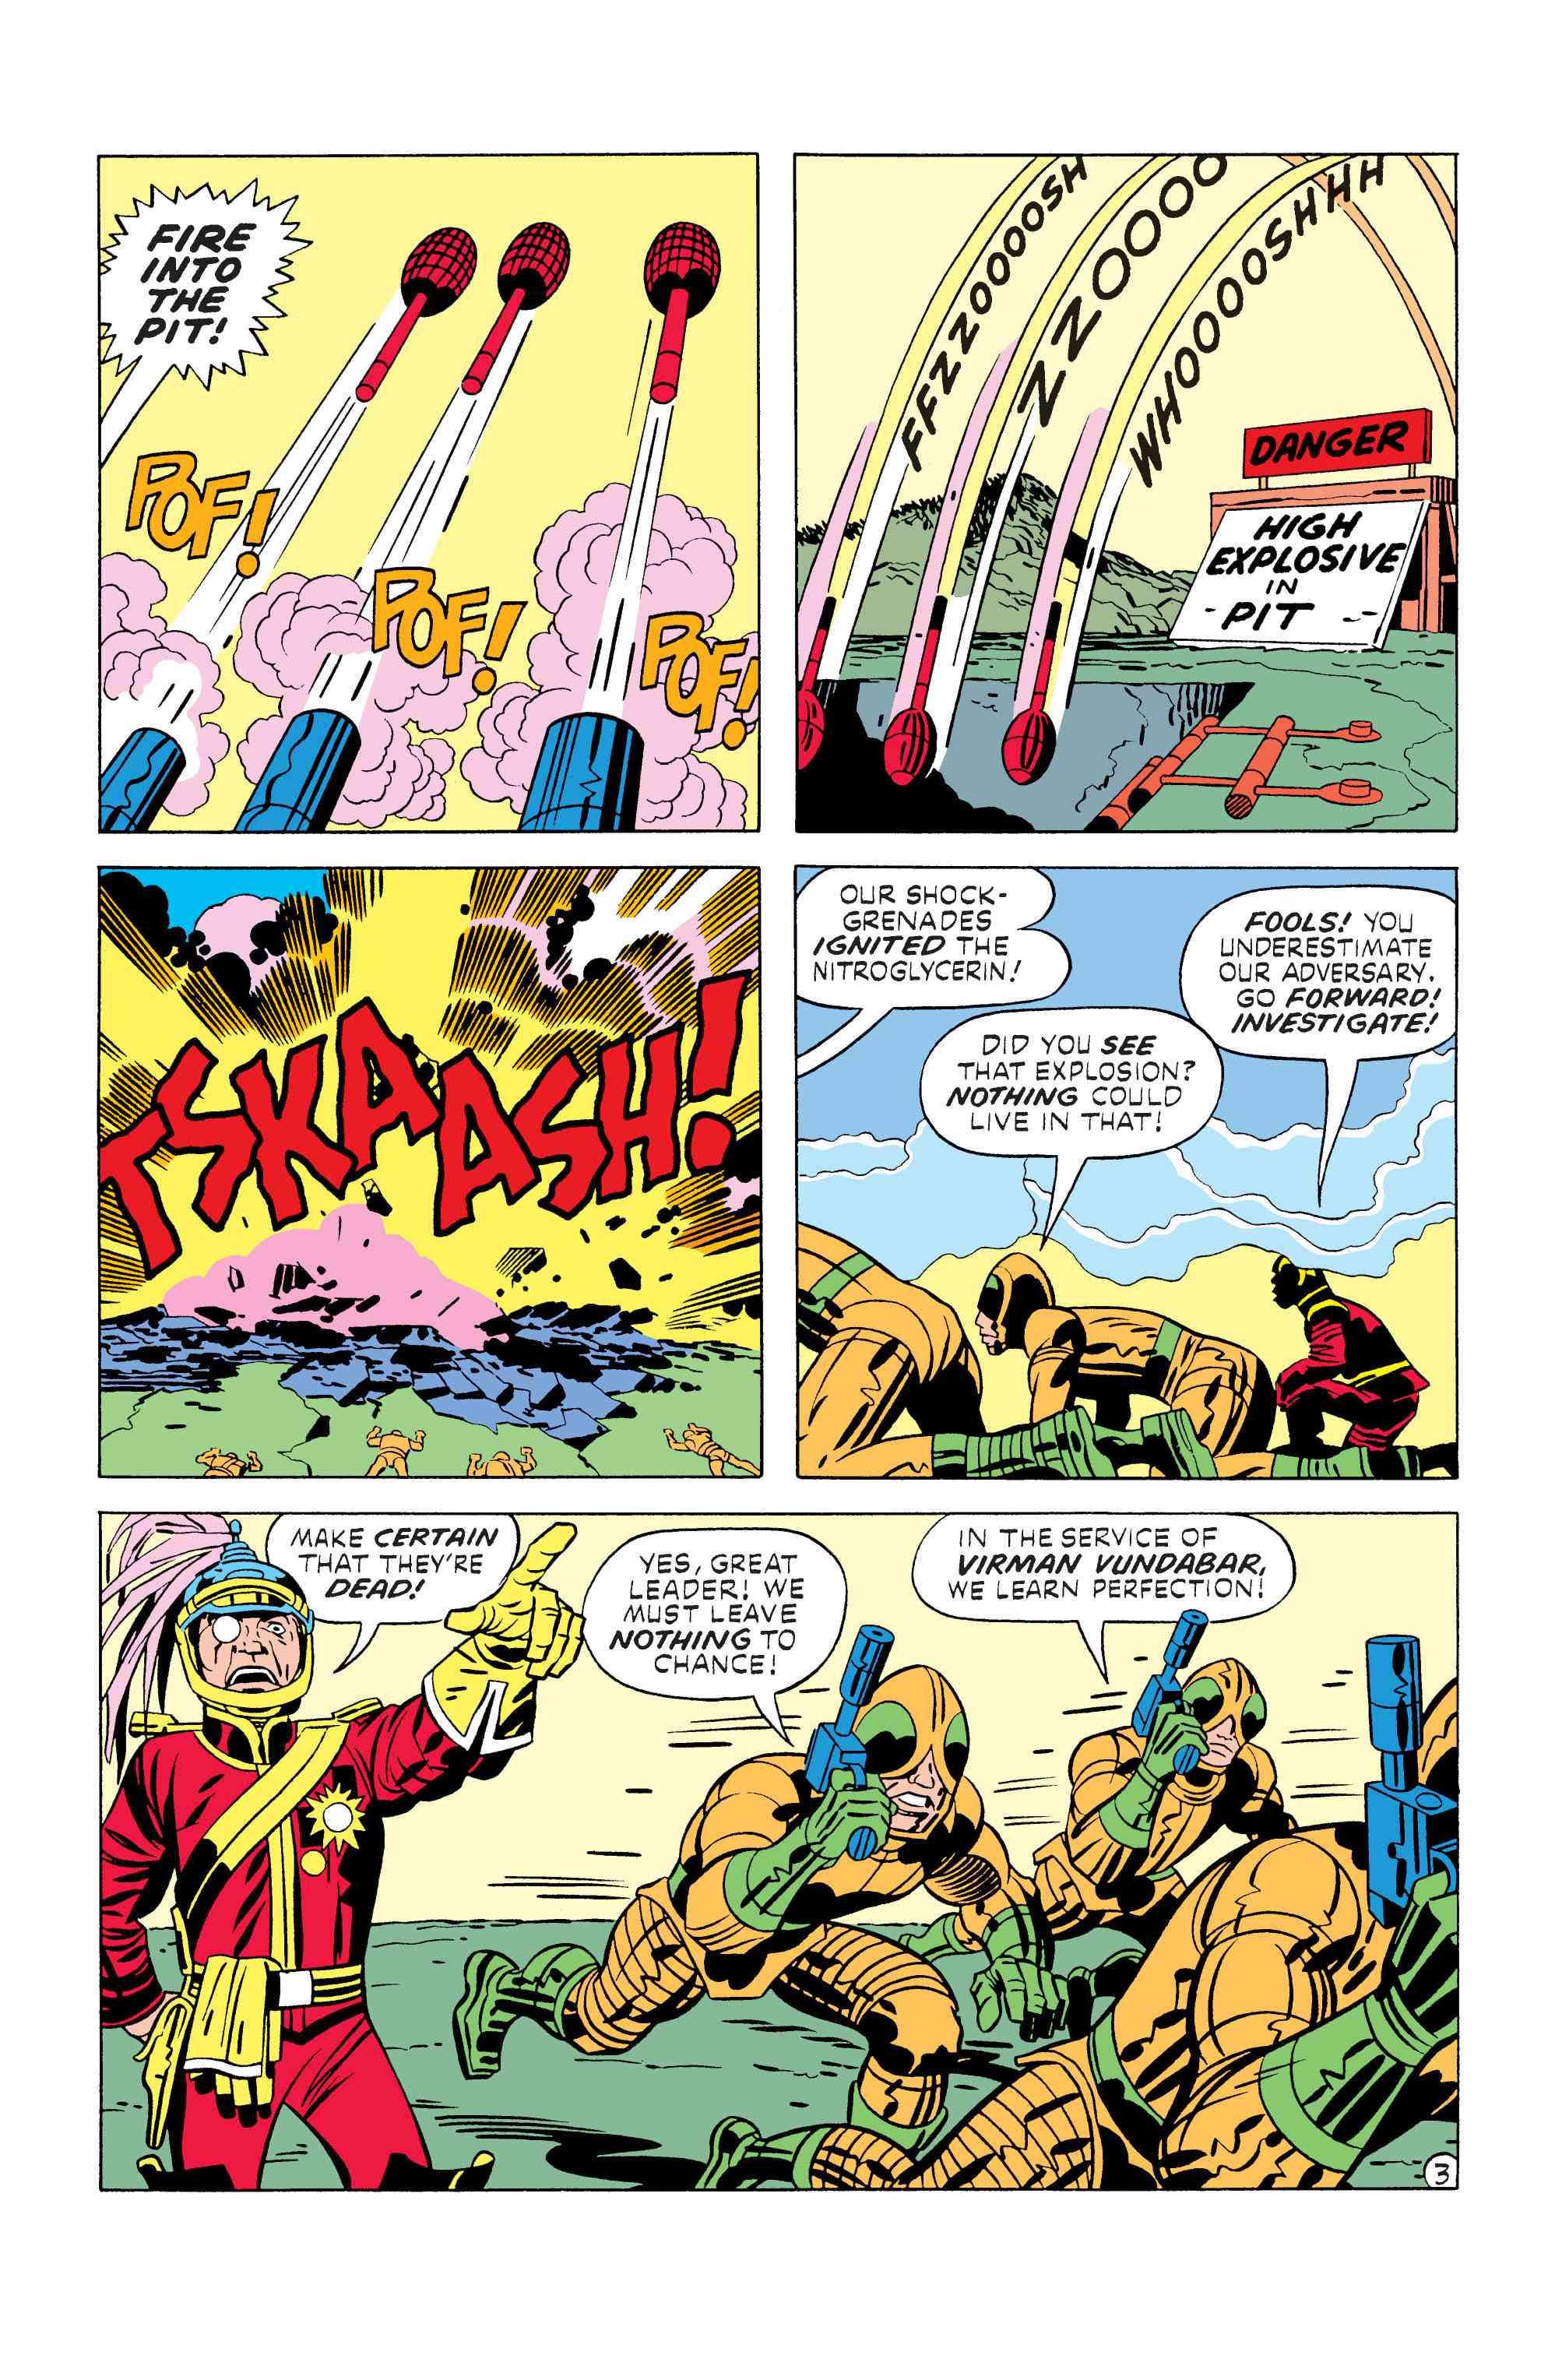 FIRE
INTO
THE
PIT!
POF!
POF!
POF!
FFZZOOOOOSH
ZZOOOO
WHOOOOOSHHH
DANGER
HIGH
EXPLOSIVE
IN
PIT
TSKAAASH!
OUR SHOCK-
GRENADES
IGNITED THE
NITROGLYCERIN!
DID YOU SEE
THAT EXPLOSION?
NOTHING COULD
LIVE IN THAT!
FOOLS! YOU
UNDERESTIMATE
OUR ADVERSARY.
GO FORWARD!
INVESTIGATE!
MAKE CERTAIN
THAT THEY'RE
DEAD!
YES, GREAT
LEADER! WE
MUST LEAVE
NOTHING TO
CHANCE!
IN THE SERVICE OF
VIRMAN VUNDABAR,
WE LEARN PERFECTION!
3